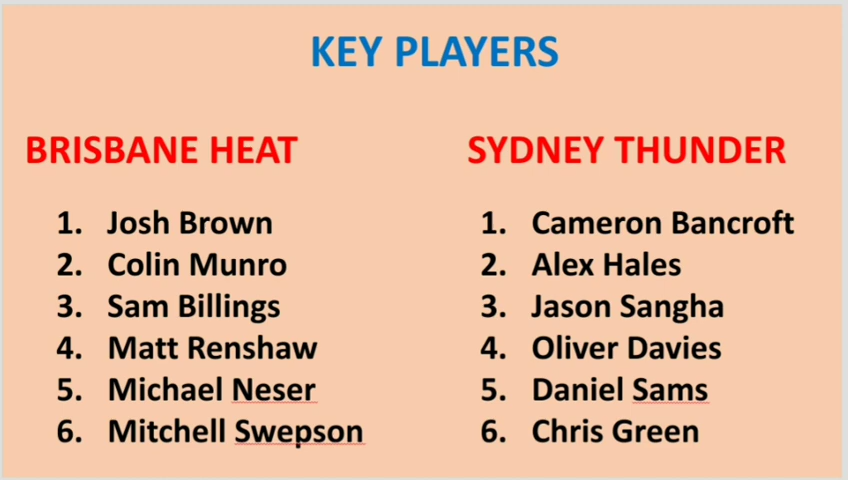 KEY PLAYERS
BRISBANE HEAT
1. Josh Brown
2. Colin Munro
3. Sam Billings
4. Matt Renshaw
5. Michael Neser
6. Mitchell Swepson
SYDNEY THUNDER
1. Cameron Bancroft
2. Alex Hales
3. Jason Sangha
4. Oliver Davies
5. Daniel Sams
6. Chris Green